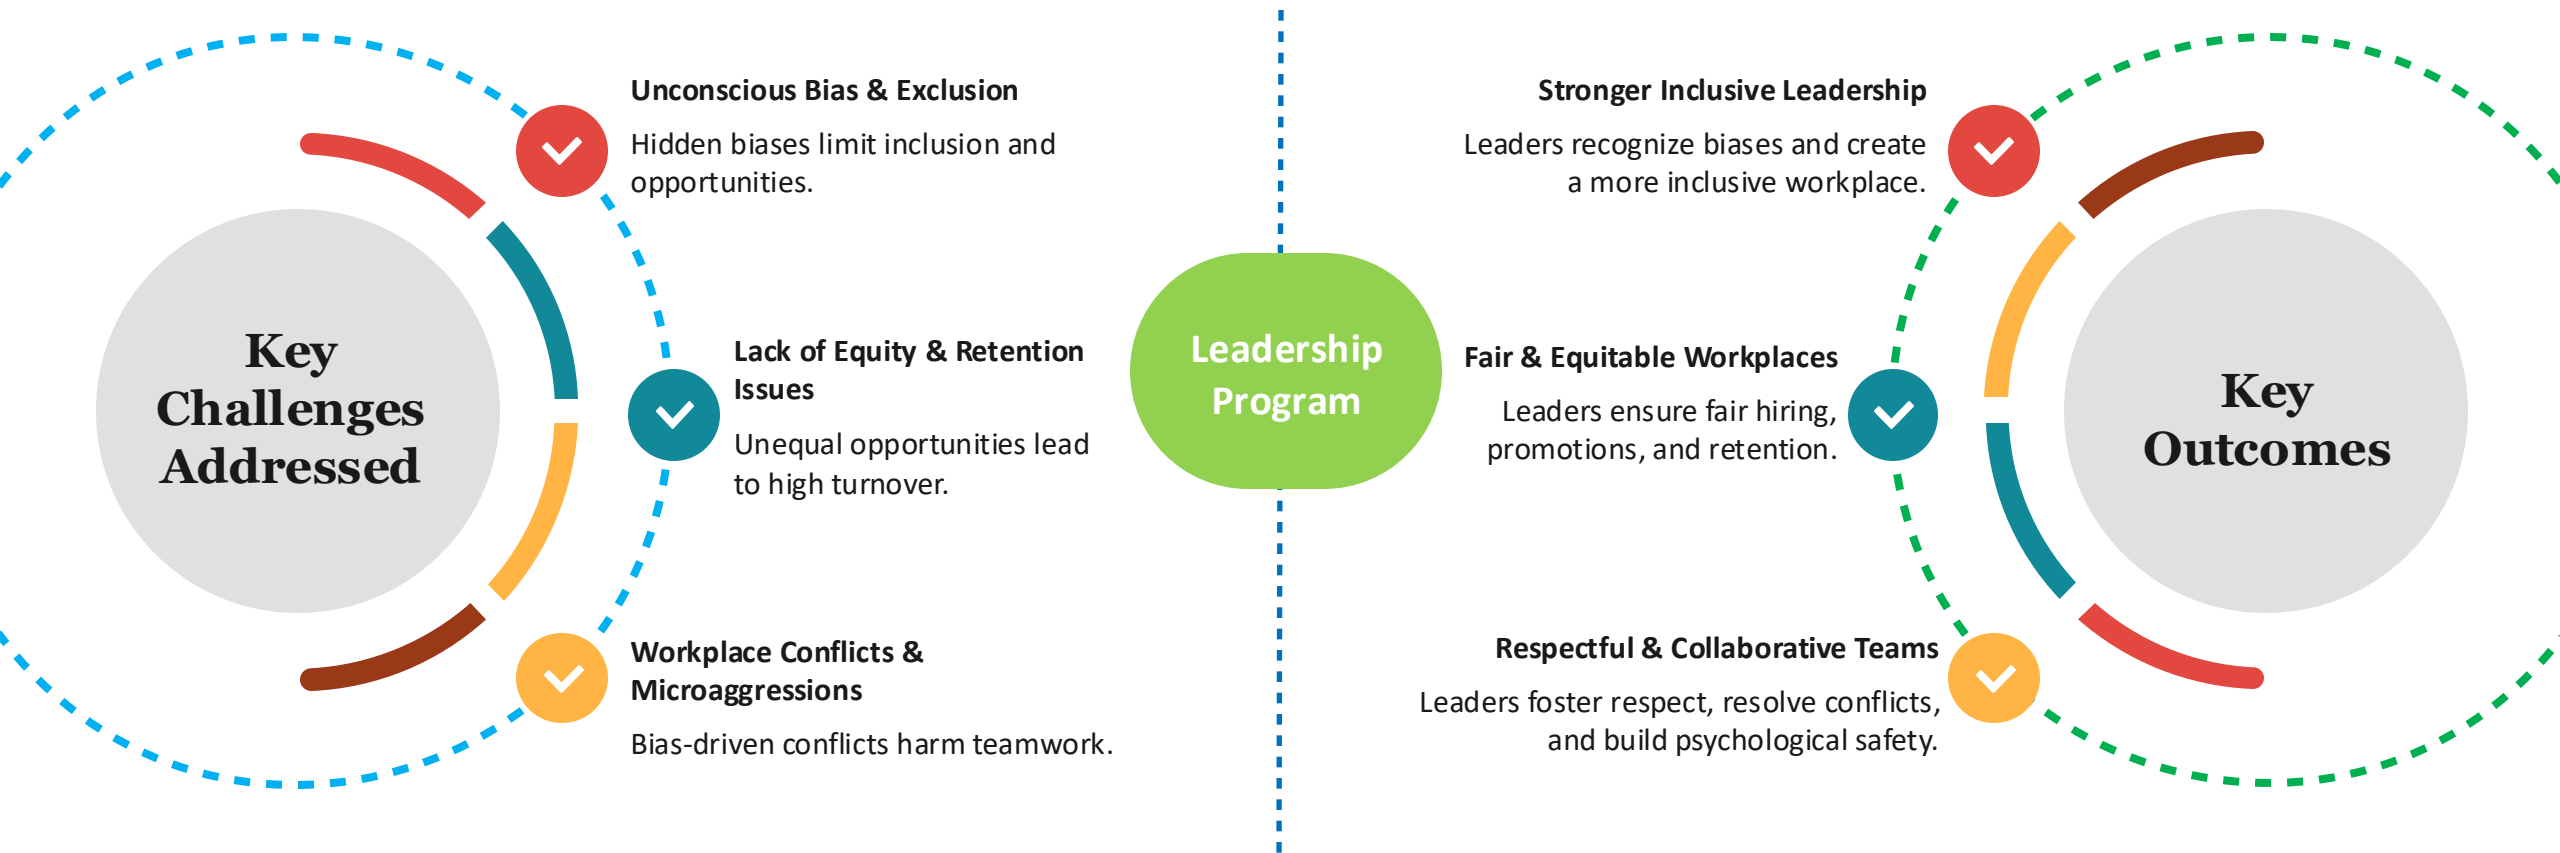 Key
Challenges
Addressed
Unconscious Bias & Exclusion
Hidden biases limit inclusion and
opportunities.
Lack of Equity & Retention
Issues
Unequal opportunities lead
to high turnover.
Workplace Conflicts &
Microaggressions
Bias-driven conflicts harm teamwork.
Leadership
Program
Stronger Inclusive Leadership
Leaders recognize biases and create
a more inclusive workplace.
Fair & Equitable Workplaces
Leaders ensure fair hiring,
promotions, and retention.
Respectful & Collaborative Teams
Leaders foster respect, resolve conflicts,
and build psychological safety.
Key
Outcomes